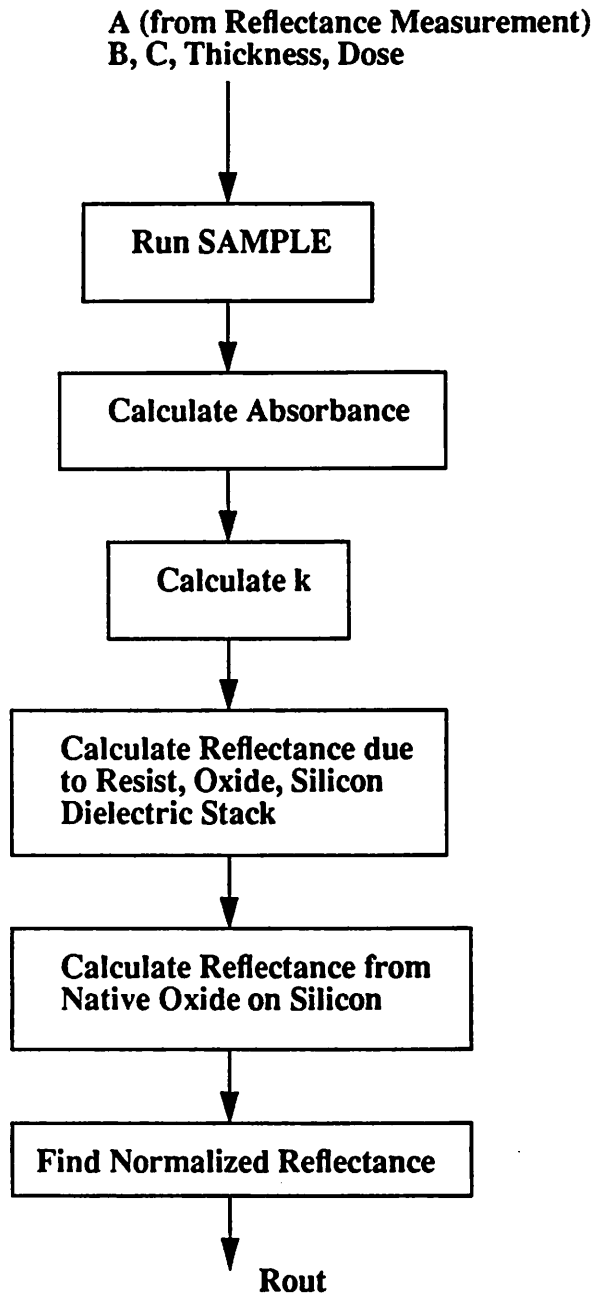 A (from Reflectance Measurement)
B, C, Thickness, Dose
Run SAMPLE
Calculate Absorbance
Calculate k
Calculate Reflectance due
to Resist, Oxide, Silicon
Dielectric Stack
Calculate Reflectance from
Native Oxide on Silicon
Find Normalized Reflectance
Rout